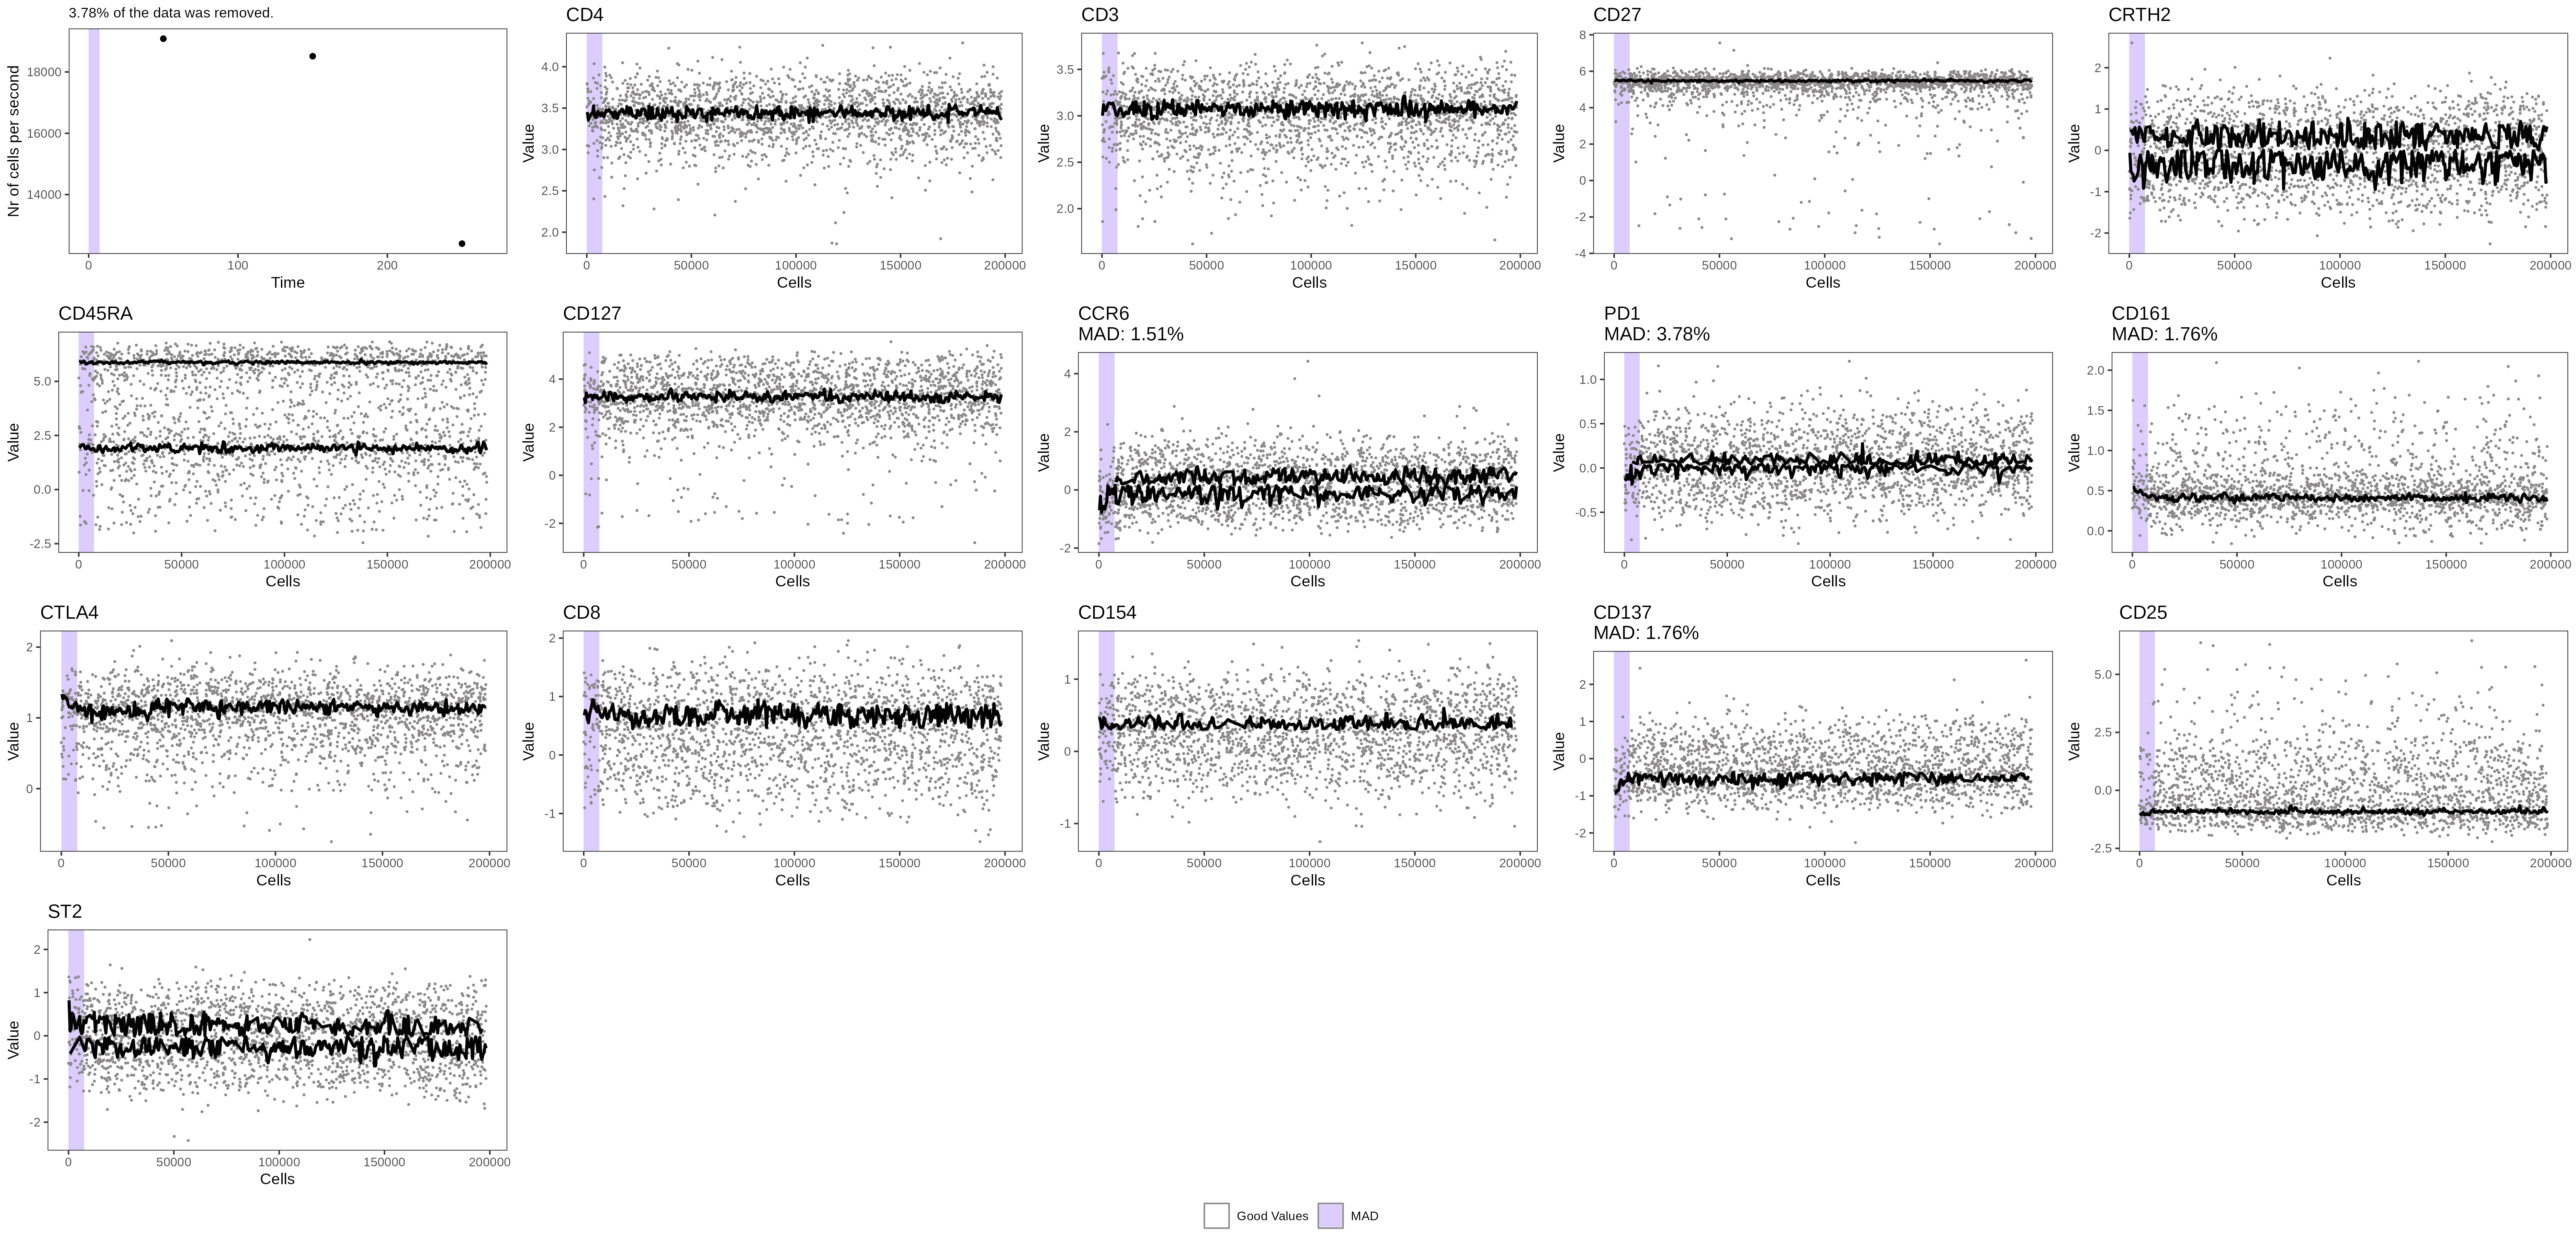 3.78% of the data was removed.
Nr of cells per second
18000
16000
14000
0
100
200
Time
CD4
Value
4.0
3.5
3.0
2.5
2.0
0
50000
100000
150000
200000
Cells
CD3
Value
3.5
3.0
2.5
2.0
0
50000
100000
150000
200000
Cells
CD27
Value
8
6
4
2
0
-2
-4
0
50000
100000
150000
200000
Cells
CRTH2
Value
2
1
0
-1
-2
0
50000
100000
150000
200000
Cells
CD45RA
Value
5.0
2.5
0.0
-2.5
0
50000
100000
150000
200000
Cells
CD127
Value
4
2
0
-2
0
50000
100000
150000
200000
Cells
CCR6
MAD: 1.51%
Value
4
2
0
-2
0
50000
100000
150000
200000
Cells
PD1
MAD: 3.78%
Value
1.0
0.5
0.0
-0.5
0
50000
100000
150000
200000
Cells
CD161
MAD: 1.76%
Value
2.0
1.5
1.0
0.5
0.0
0
50000
100000
150000
200000
Cells
CTLA4
Value
2
1
0
0
50000
100000
150000
200000
Cells
CD8
Value
2
1
0
-1
0
50000
100000
150000
200000
Cells
CD154
Value
1
0
-1
0
50000
100000
150000
200000
Cells
CD137
MAD: 1.76%
Value
2
1
0
-1
-2
0
50000
100000
150000
200000
Cells
CD25
Value
5.0
2.5
0.0
-2.5
0
50000
100000
150000
200000
Cells
ST2
Value
2
1
0
-1
-2
0
50000
100000
150000
200000
Cells
Good Values
MAD